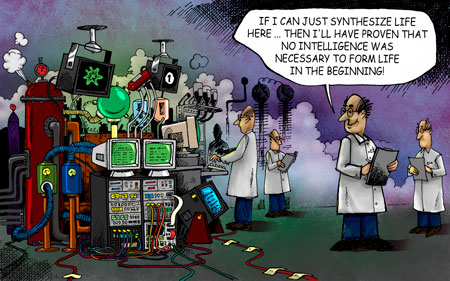 IF I CAN JUST SYNTHESIZE LIFE
HERE ... THEN I'LL HAVE PROVEN THAT
NO INTELLIGENCE WAS
NECESSARY TO FORM LIFE
IN THE BEGINNING!